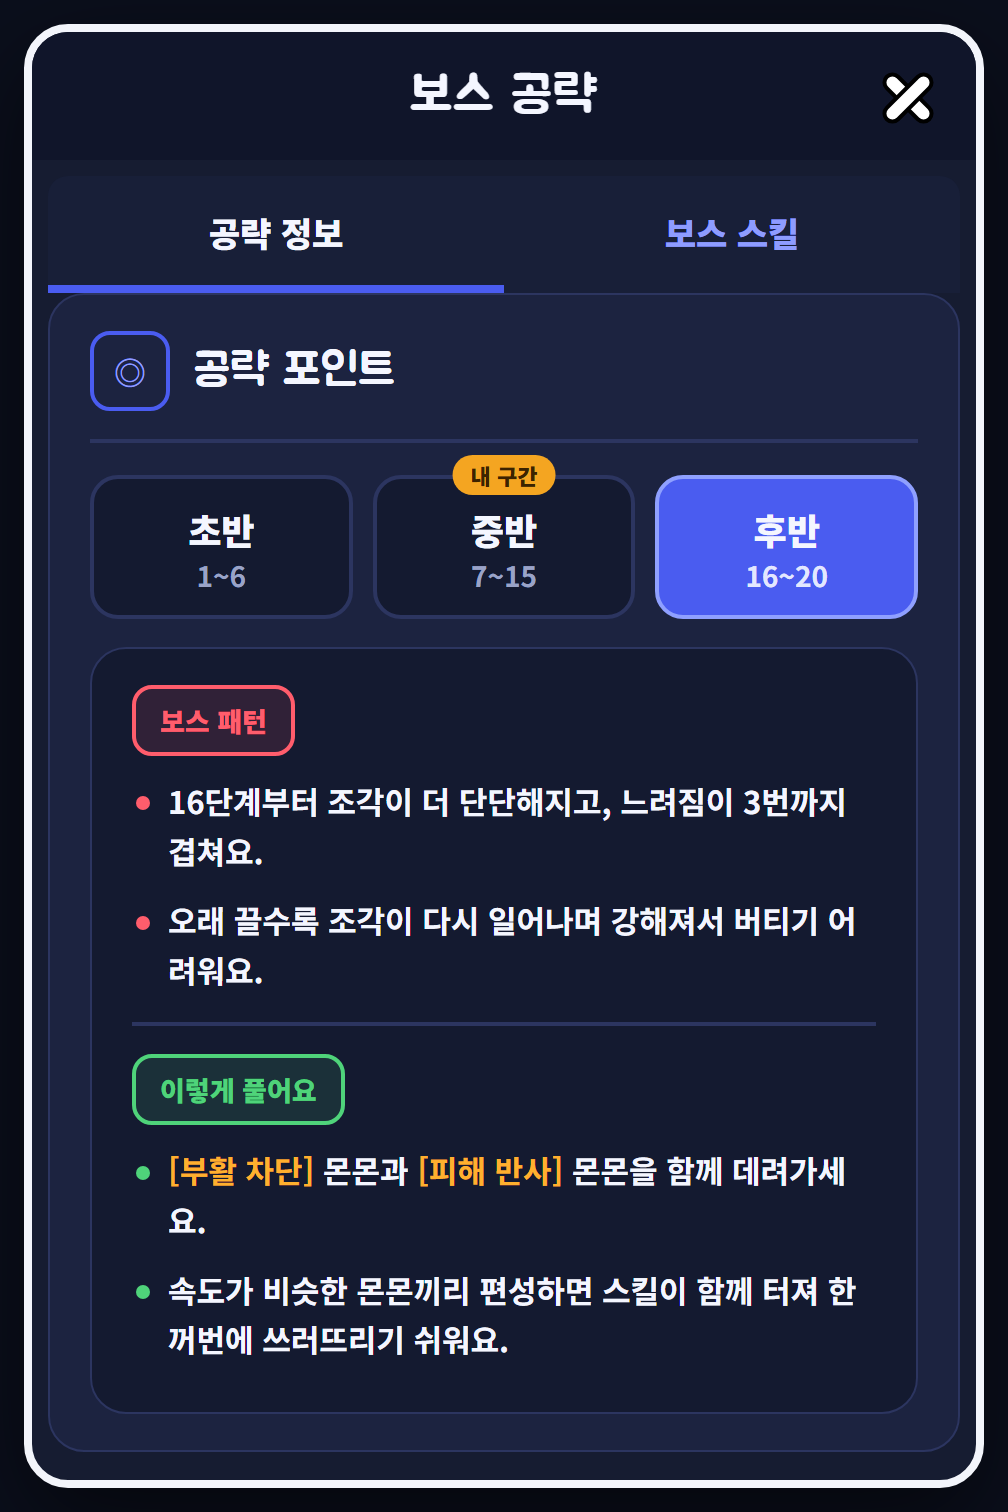 보스 공략
공략 정보
보스 스킬
공략 포인트
내 구간
초반
1~6
중반
7~15
후반
16~20
보스 패턴
16단계부터 조각이 더 단단해지고, 느려짐이 3번까지
겹쳐요.
오래 끌수록 조각이 다시 일어나며 강해져서 버티기 어
려워요.
이렇게 풀어요
[부활 차단] 몬몬과 [피해 반사] 몬몬을 함께 데려가세
요.
속도가 비슷한 몬몬끼리 편성하면 스킬이 함께 터져 한
꺼번에 쓰러뜨리기 쉬워요.